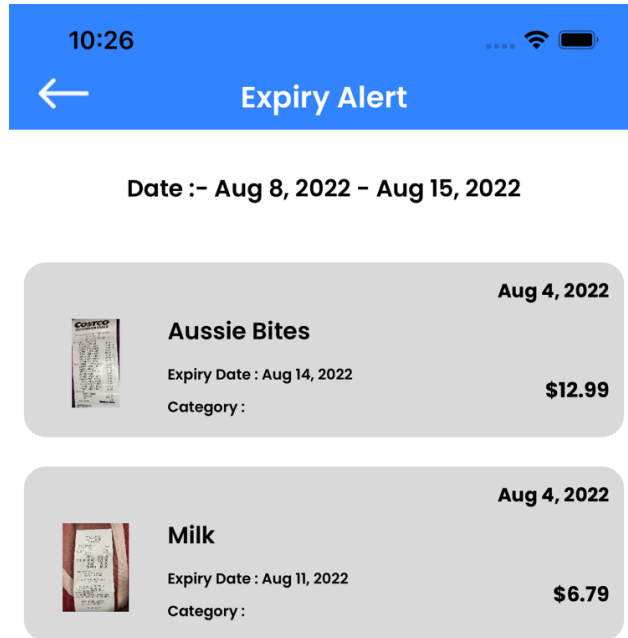 10:26
Expiry Alert
Date :- Aug 8, 2022 - Aug 15, 2022
Aug 4, 2022
COSTCO
Aussie Bites
Expiry Date : Aug 14, 2022
$12.99
Category :
Aug 4, 2022
Milk
Expiry Date : Aug 11, 2022
$6.79
Category :